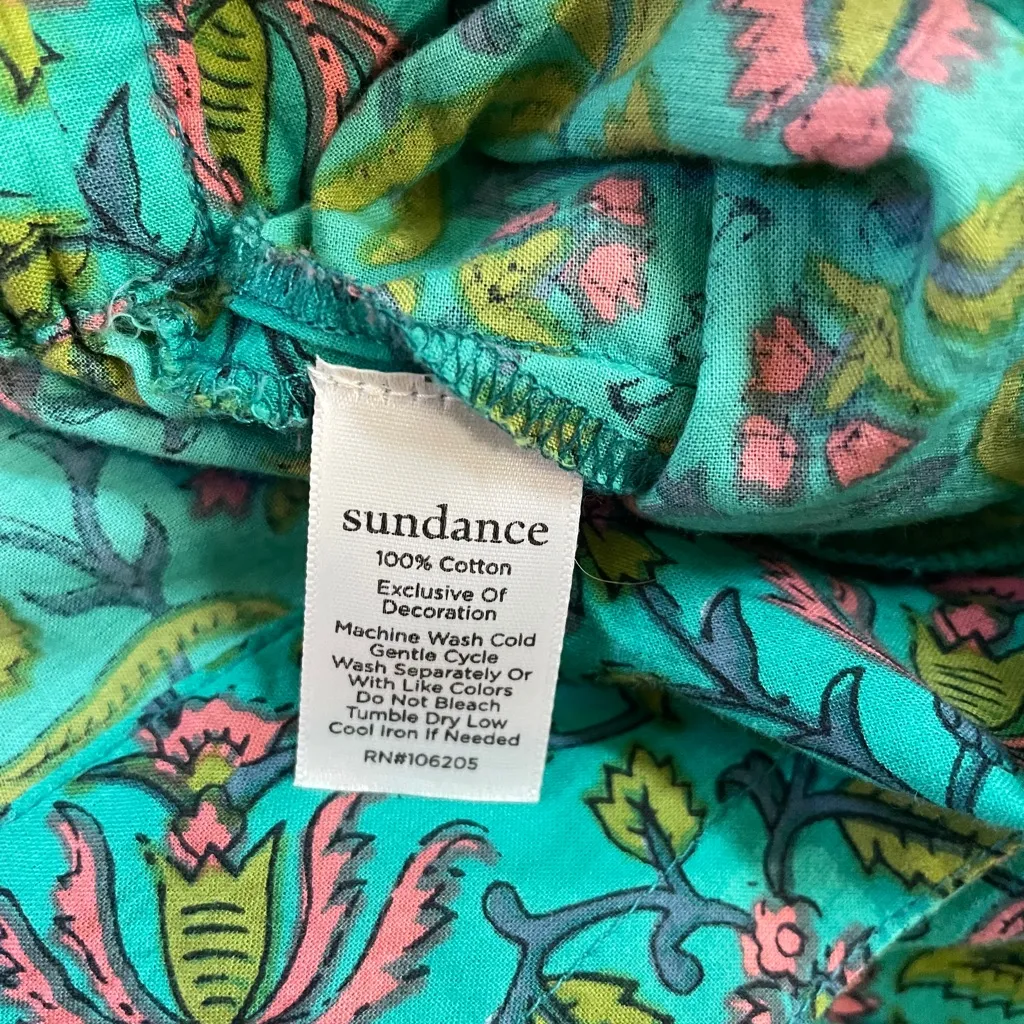 sundance
100% Cotton
Exclusive Of
Decoration
Machine Wash Cold
Gentle Cycle
Wash Separately Or
With Like Colors
Do Not Bleach
Tumble Dry Low
Cool Iron If Needed
RN#106205